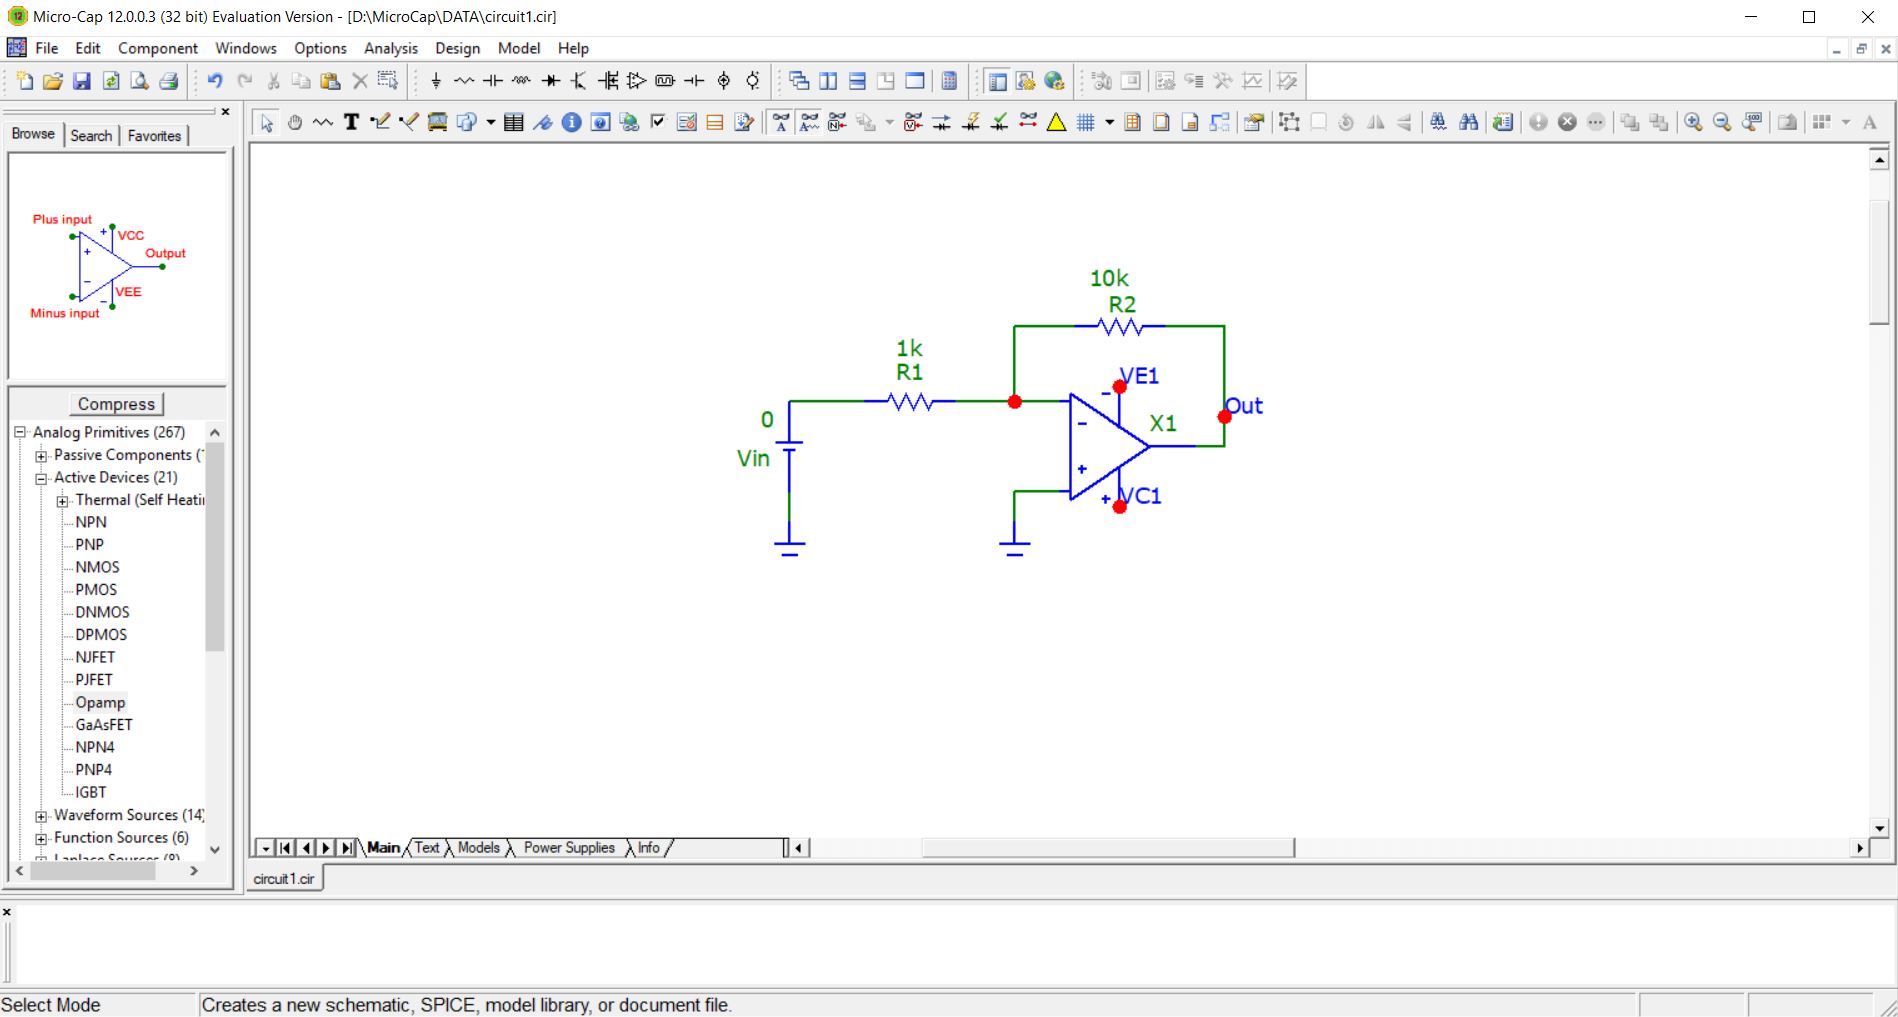 Micro-Cap 12.0.0.3 (32 bit) Evaluation Version - [D:\MicroCap\DATA\circuit1.cir]
File Edit Component Windows Options Analysis Design Model Help
Browse Search Favorites
Plus input
VCC
Output
VEE
Minus input
Compress
Analog Primitives (267)
Passive Components (
Active Devices (21)
Thermal (Self Heati
NPN
PNP
NMOS
PMOS
DNMOS
DPMOS
NJFET
PJFET
Opamp
GaAsFET
NPN4
PNP4
IGBT
Waveform Sources (14)
Function Sources (6)
Laplace Sources (8)
10k
R2
1k
R1
VE1
Out
0
X1
Vin
VC1
Main Text Models Power Supplies Info
circuit1.cir
Select Mode
Creates a new schematic, SPICE, model library, or document file.